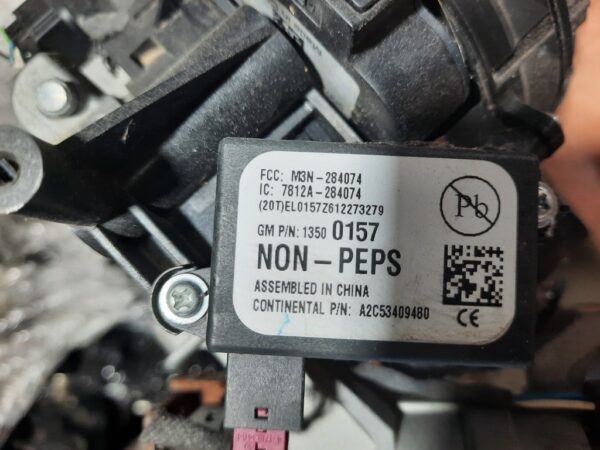 FCC: M3N-284074
IC: 7812A-284074
(20T)EL0157Z612273279
Pb
GM P/N: 1350 0157
NON-PEPS
ASSEMBLED IN CHINA
CONTINENTAL P/N: A2C53409480
CE